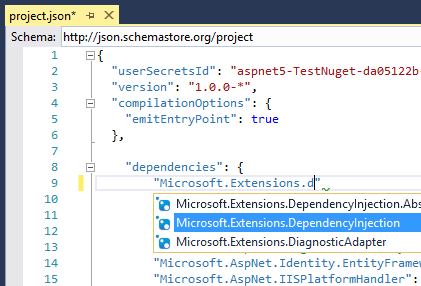 project.json*
Schema: http://json.schemastore.org/project
1 {
2 "userSecretsId": "aspnet5-TestNuget-da05122b-
3 "version": "1.0.0-*",
4 "compilationOptions": {
5 "emitEntryPoint": true
6 },
7
8 "dependencies": {
9 "Microsoft.Extensions.d"
10 Microsoft.Extensions.DependencyInjection.Abs
11 Microsoft.Extensions.DependencyInjection
12
13 Microsoft.Extensions.DiagnosticAdapter
14 "Microsoft.AspNet.Identity.EntityFramew
15 "Microsoft.AspNet.IISPlatformHandler":